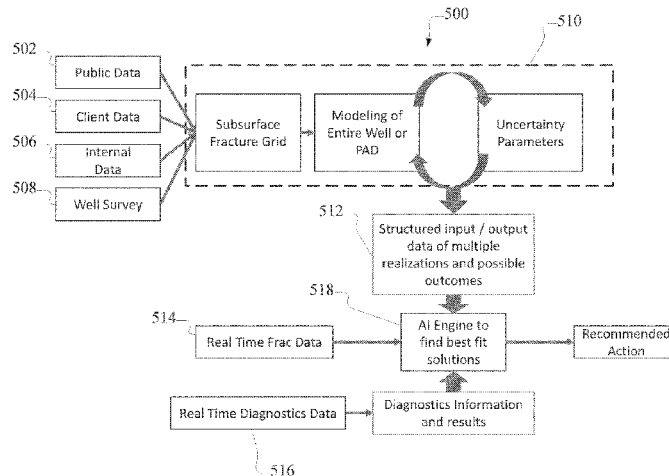 500
510
502
Public Data
504
Client Data
506
Internal
Data
508
Well Survey
Subsurface
Fracture Grid
Modeling of
Entire Well or
PAD
Uncertainty
Parameters
512
Structured input / output
data of multiple
realizations and possible
outcomes
518
514
Real Time Frac Data
AI Engine to
find best fit
solutions
Recommended
Action
Real Time Diagnostics Data
516
Diagnostics Information
and results